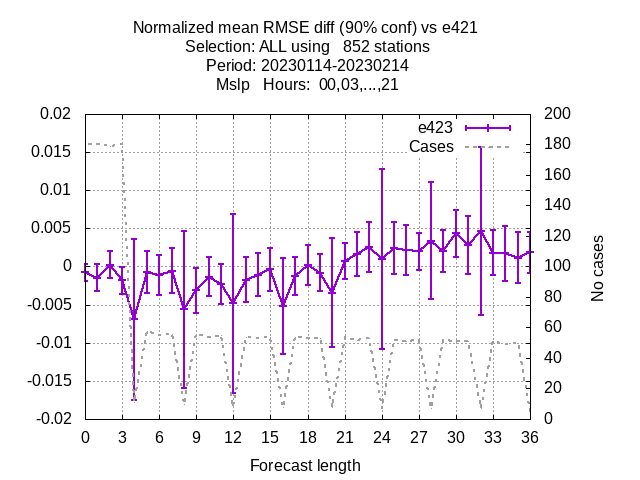 Normalized mean RMSE diff (90% conf) vs e421
Selection: ALL using   852 stations
Period: 20230114-20230214
Mslp   Hours:  00,03,...,21
0.02
0.015
0.01
0.005
0
-0.005
-0.01
-0.015
-0.02
200
180
160
140
120
100
80
60
40
20
0
e423
Cases
No cases
0 3 6 9 12 15 18 21 24 27 30 33 36
Forecast length